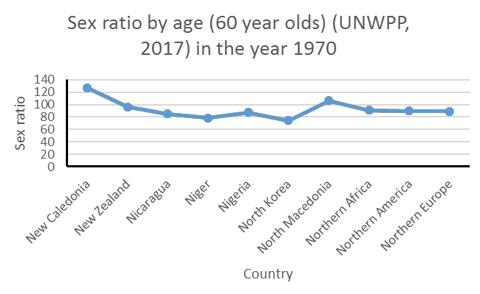 Sex ratio by age (60 year olds) (UNWPP,
2017) in the year 1970
140
120
100
80
60
40
20
0
Sex ratio
New Caledonia
New Zealand
Nicaragua
Niger
Nigeria
North Korea
North Macedonia
Northern Africa
Northern America
Northern Europe
Country